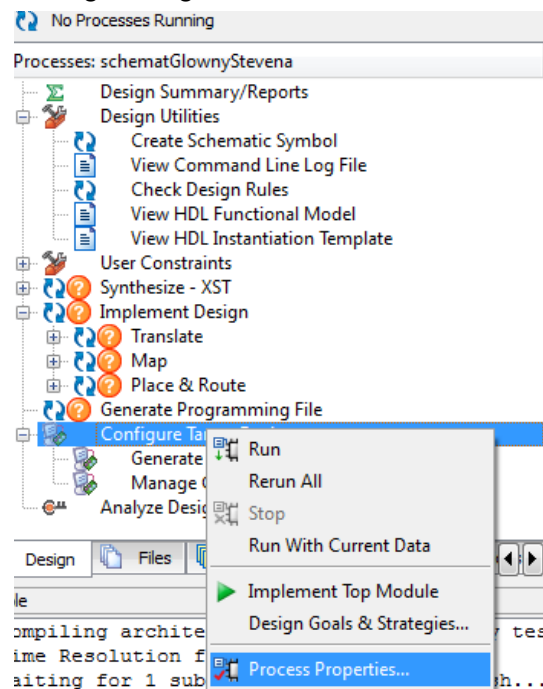 No Processes Running
Processes: schematGlownyStevena
Design Summary/Reports
Design Utilities
Create Schematic Symbol
View Command Line Log File
Check Design Rules
View HDL Functional Model
View HDL Instantiation Template
User Constraints
Synthesize - XST
Implement Design
Translate
Map
Place & Route
Generate Programming File
Configure
Generate
Manage
Analyze
Run
Rerun All
Stop
Run With Current Data
Implement Top Module
Design Goals & Strategies...
Process Properties...
Design Files
ompiling archite tes
ime Resolution f
aiting for 1 sub h...